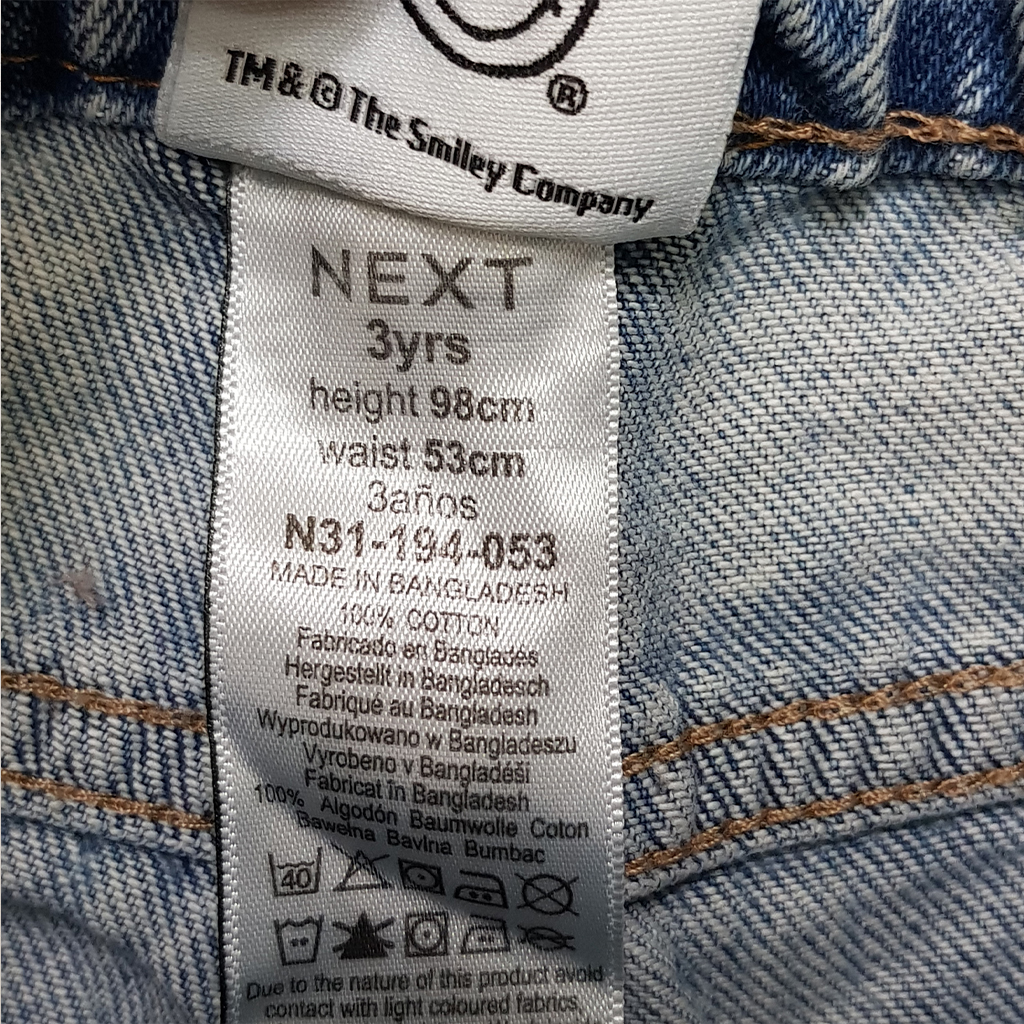 TM & © The Smiley Company
®
NEXT
3yrs
height 98cm
waist 53cm
3años
N31-194-053
MADE IN BANGLADESH
100% COTTON
Fabricado en Bangladés
Hergestellt in Bangladesch
Fabriqué au Bangladesh
Wyprodukowano w Bangladeszu
Vyrobeno v Bangladéši
Fabricat în Bangladesh
100% Algodón Baumwolle Coton
Bawełna Bavlna Bumbac
40
Due to the nature of this product avoid
contact with light coloured fabrics